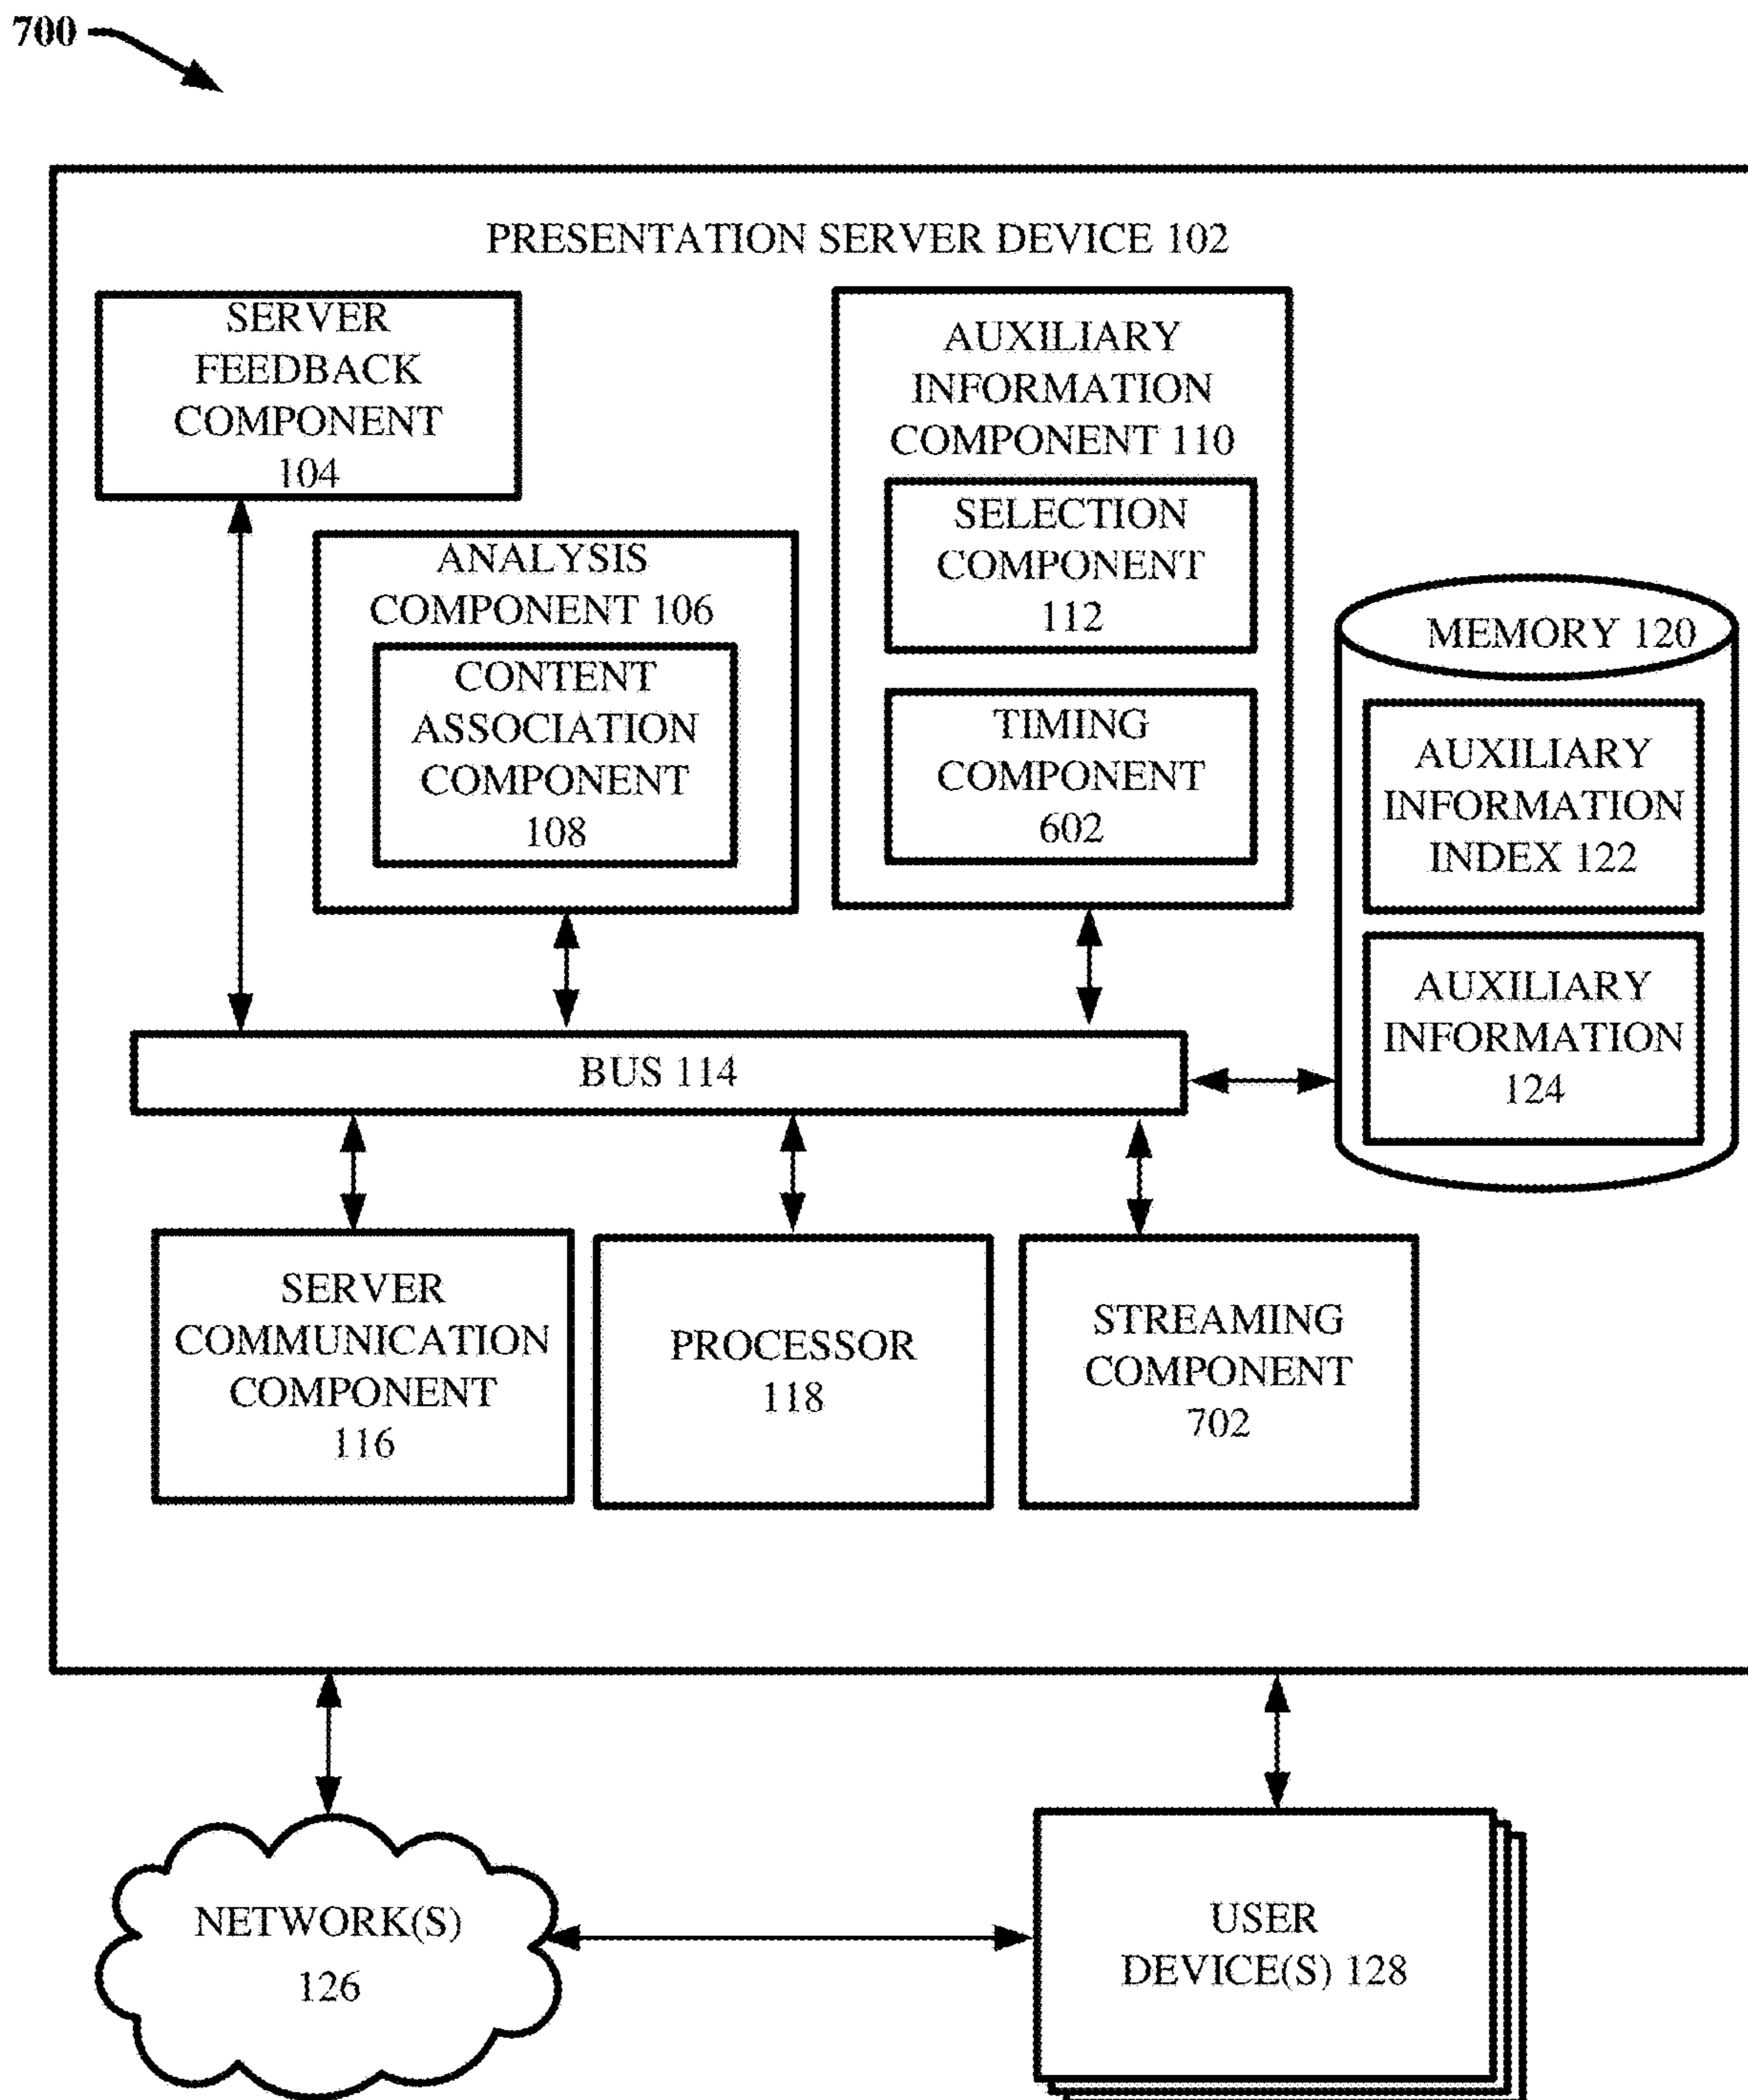 700
PRESENTATION SERVER DEVICE 102
SERVER
FEEDBACK
COMPONENT
104
AUXILIARY
INFORMATION
COMPONENT 110
SELECTION
COMPONENT
112
TIMING
COMPONENT
602
ANALYSIS
COMPONENT 106
CONTENT
ASSOCIATION
COMPONENT
108
MEMORY 120
AUXILIARY
INFORMATION
INDEX 122
AUXILIARY
INFORMATION
124
BUS 114
SERVER
COMMUNICATION
COMPONENT
116
PROCESSOR
118
STREAMING
COMPONENT
702
NETWORK(S)
126
USER
DEVICE(S) 128